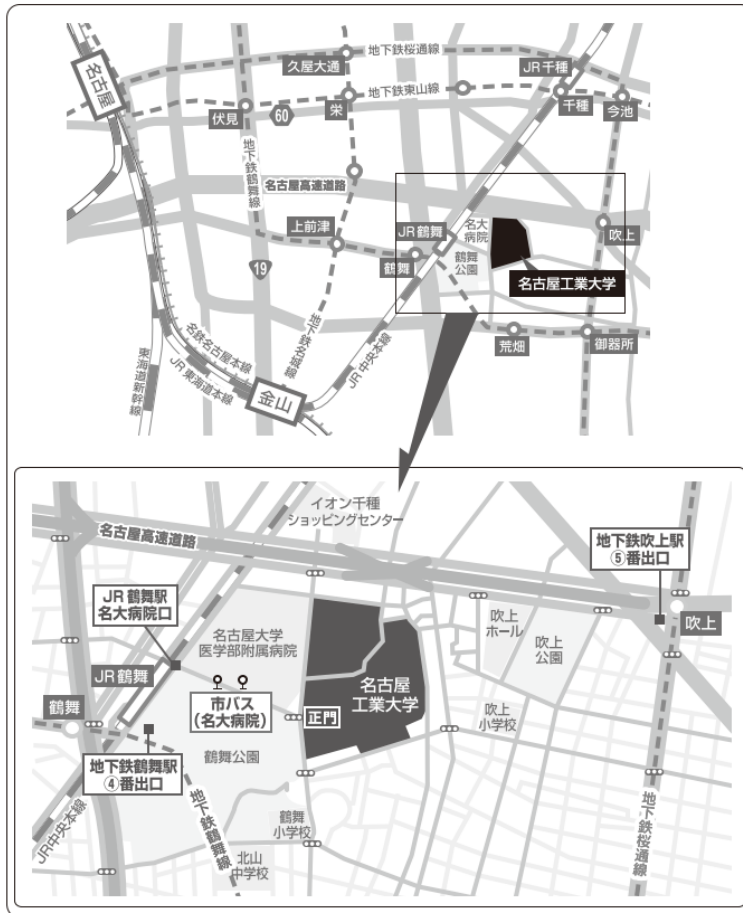 地下鉄桜通線
久屋大通
JR千種
名古屋
地下鉄東山線
栄
千種
今池
伏見
60
地下鉄鶴舞線
名古屋高速道路
上前津
JR鶴舞
名大
病院
吹上
鶴舞
鶴舞
公園
19
名古屋工業大学
名鉄名古屋本線
地下鉄名城線
JR中央本線
荒畑
御器所
東海道新幹線
JR東海道本線
金山
イオン千種
ショッピングセンター
名古屋高速道路
地下鉄吹上駅
⑤番出口
JR鶴舞駅
名大病院口
名古屋大学
医学部附属病院
吹上
ホール
吹上
吹上
公園
JR鶴舞
名古屋
工業大学
鶴舞
市バス
(名大病院)
正門
吹上
小学校
鶴舞公園
地下鉄鶴舞駅
④番出口
地下鉄鶴舞線
鶴舞
小学校
地下鉄桜通線
JR中央本線
北山
中学校